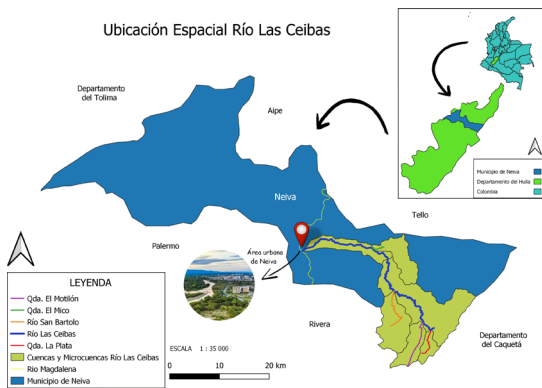 Ubicación Espacial Río Las Ceibas
Departamento
del Tolima
Aipe
Neiva
Tello
Palermo
Área urbana
de Neiva
Rivera
Departamento
del Caquetá
Municipio de Neiva
Departamento del Huila
Colombia
LEYENDA
Qda. El Motilón
Qda. El Mico
Río San Bartolo
Río Las Ceibas
Qda. La Plata
Cuencas y Microcuencas Río Las Ceibas
Rio Magdalena
Municipio de Neiva
ESCALA 1 : 35 000
0 10 20 km